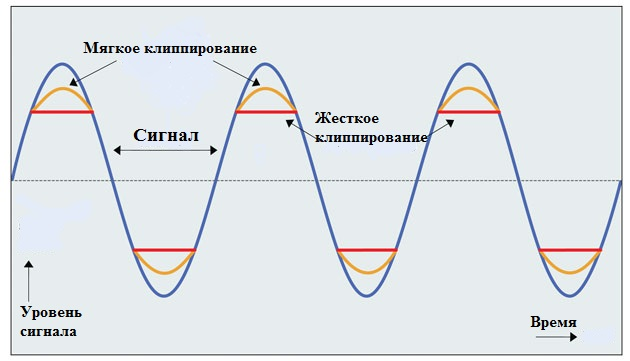 Мягкое клиппирование
Сигнал
Жесткое
клиппирование
Уровень
сигнала
Время